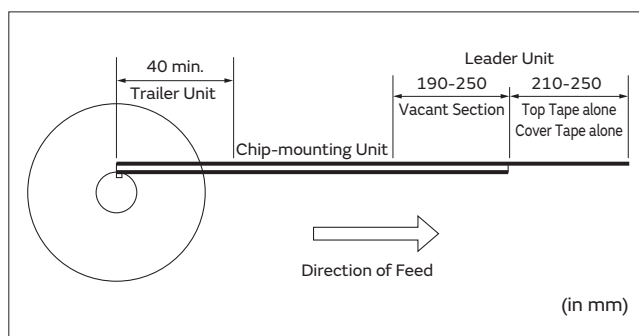 Leader Unit
40 min.
190-250
210-250
Trailer Unit
Vacant Section
Top Tape alone
Cover Tape alone
Chip-mounting Unit
Direction of Feed
(in mm)